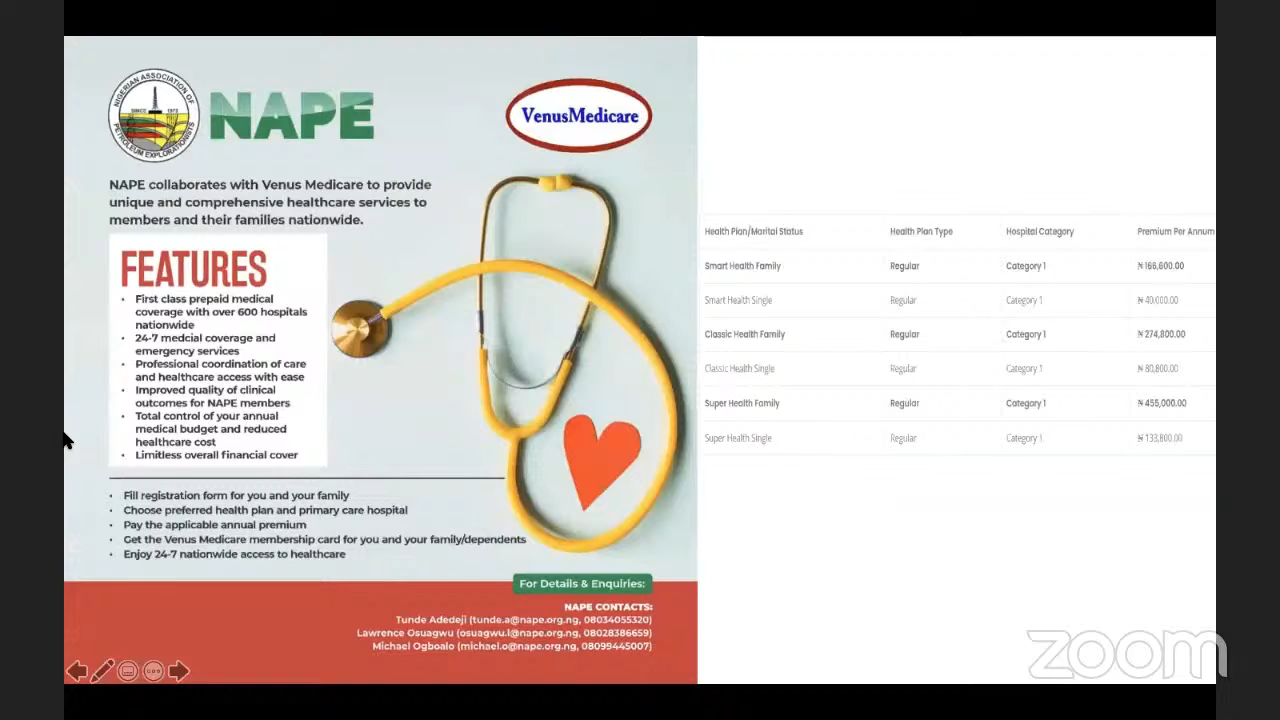 NIGERIAN ASSOCIATION OF
SINCE 1975
PETROLEUM EXPLORATIONISTS
NAPE
VenusMedicare
NAPE collaborates with Venus Medicare to provide
unique and comprehensive healthcare services to
members and their families nationwide.
FEATURES
• First class prepaid medical
coverage with over 600 hospitals
nationwide
• 24-7 medcial coverage and
emergency services
• Professional coordination of care
and healthcare access with ease
• Improved quality of clinical
outcomes for NAPE members
• Total control of your annual
medical budget and reduced
healthcare cost
• Limitless overall financial cover
• Fill registration form for you and your family
• Choose preferred health plan and primary care hospital
• Pay the applicable annual premium
• Get the Venus Medicare membership card for you and your family/dependents
• Enjoy 24-7 nationwide access to healthcare
For Details & Enquiries:
NAPE CONTACTS:
Tunde Adedeji (tunde.a@nape.org.ng, 08034055320)
Lawrence Osuagwu (osuagwu.l@nape.org.ng, 08028386659)
Michael Ogboalo (michael.o@nape.org.ng, 08099445007)
Health Plan/Marital Status Health Plan Type Hospital Category Premium Per Annum
Smart Health Family Regular Category 1 ₦ 166,600.00
Smart Health Single Regular Category 1 ₦ 40,000.00
Classic Health Family Regular Category 1 ₦ 274,800.00
Classic Health Single Regular Category 1 ₦ 80,800.00
Super Health Family Regular Category 1 ₦ 455,000.00
Super Health Single Regular Category 1 ₦ 133,800.00
zoom